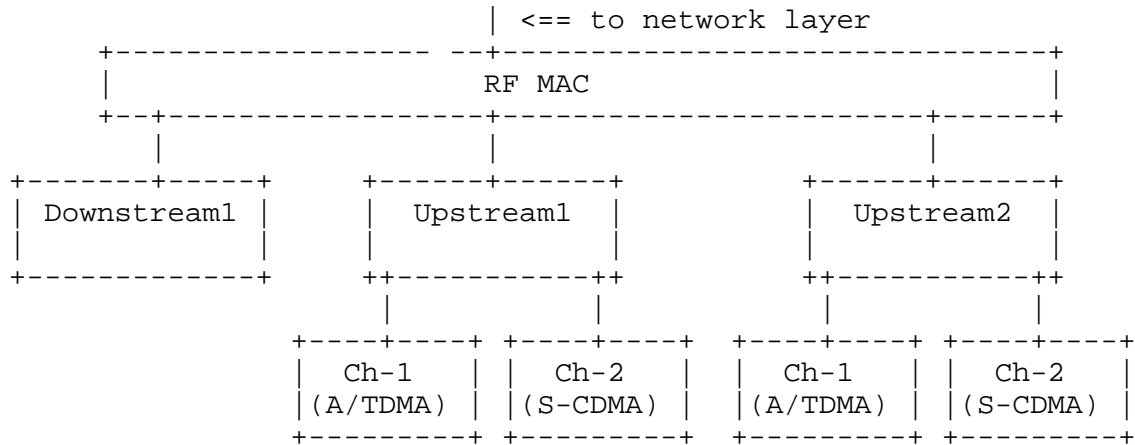 | <== to network layer
RF MAC
Downstream1 Upstream1 Upstream2
Ch-1 Ch-2 Ch-1 Ch-2
(A/TDMA) (S-CDMA) (A/TDMA) (S-CDMA)